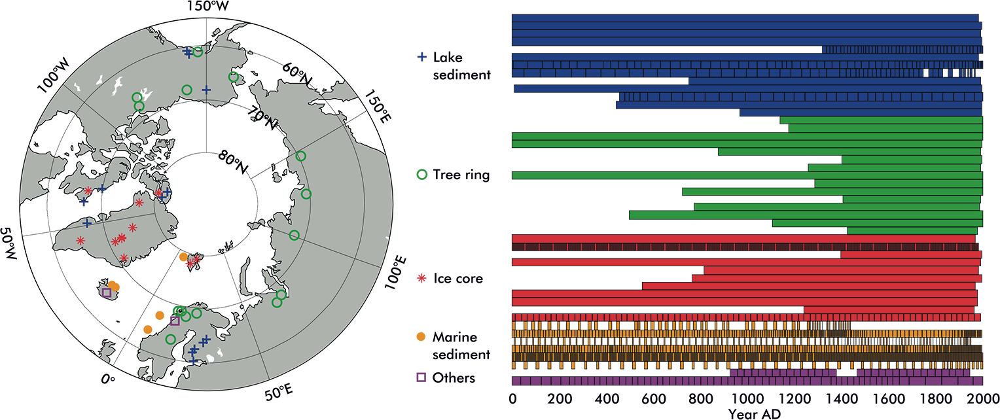 150°W
100°W
60°N
150°E
70°N
80°N
50°W
100°E
0°
50°E
Lake
sediment
Tree ring
Ice core
Marine
sediment
Others
0 200 400 600 800 1000 1200 1400 1600 1800 2000
Year AD